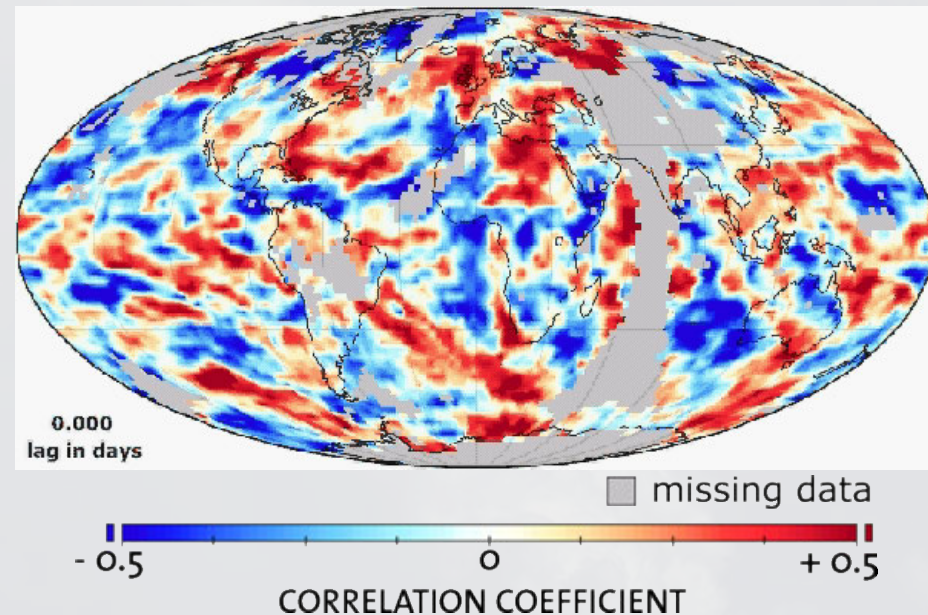 0.000
lag in days
missing data
- 0.5 0 + 0.5
CORRELATION COEFFICIENT